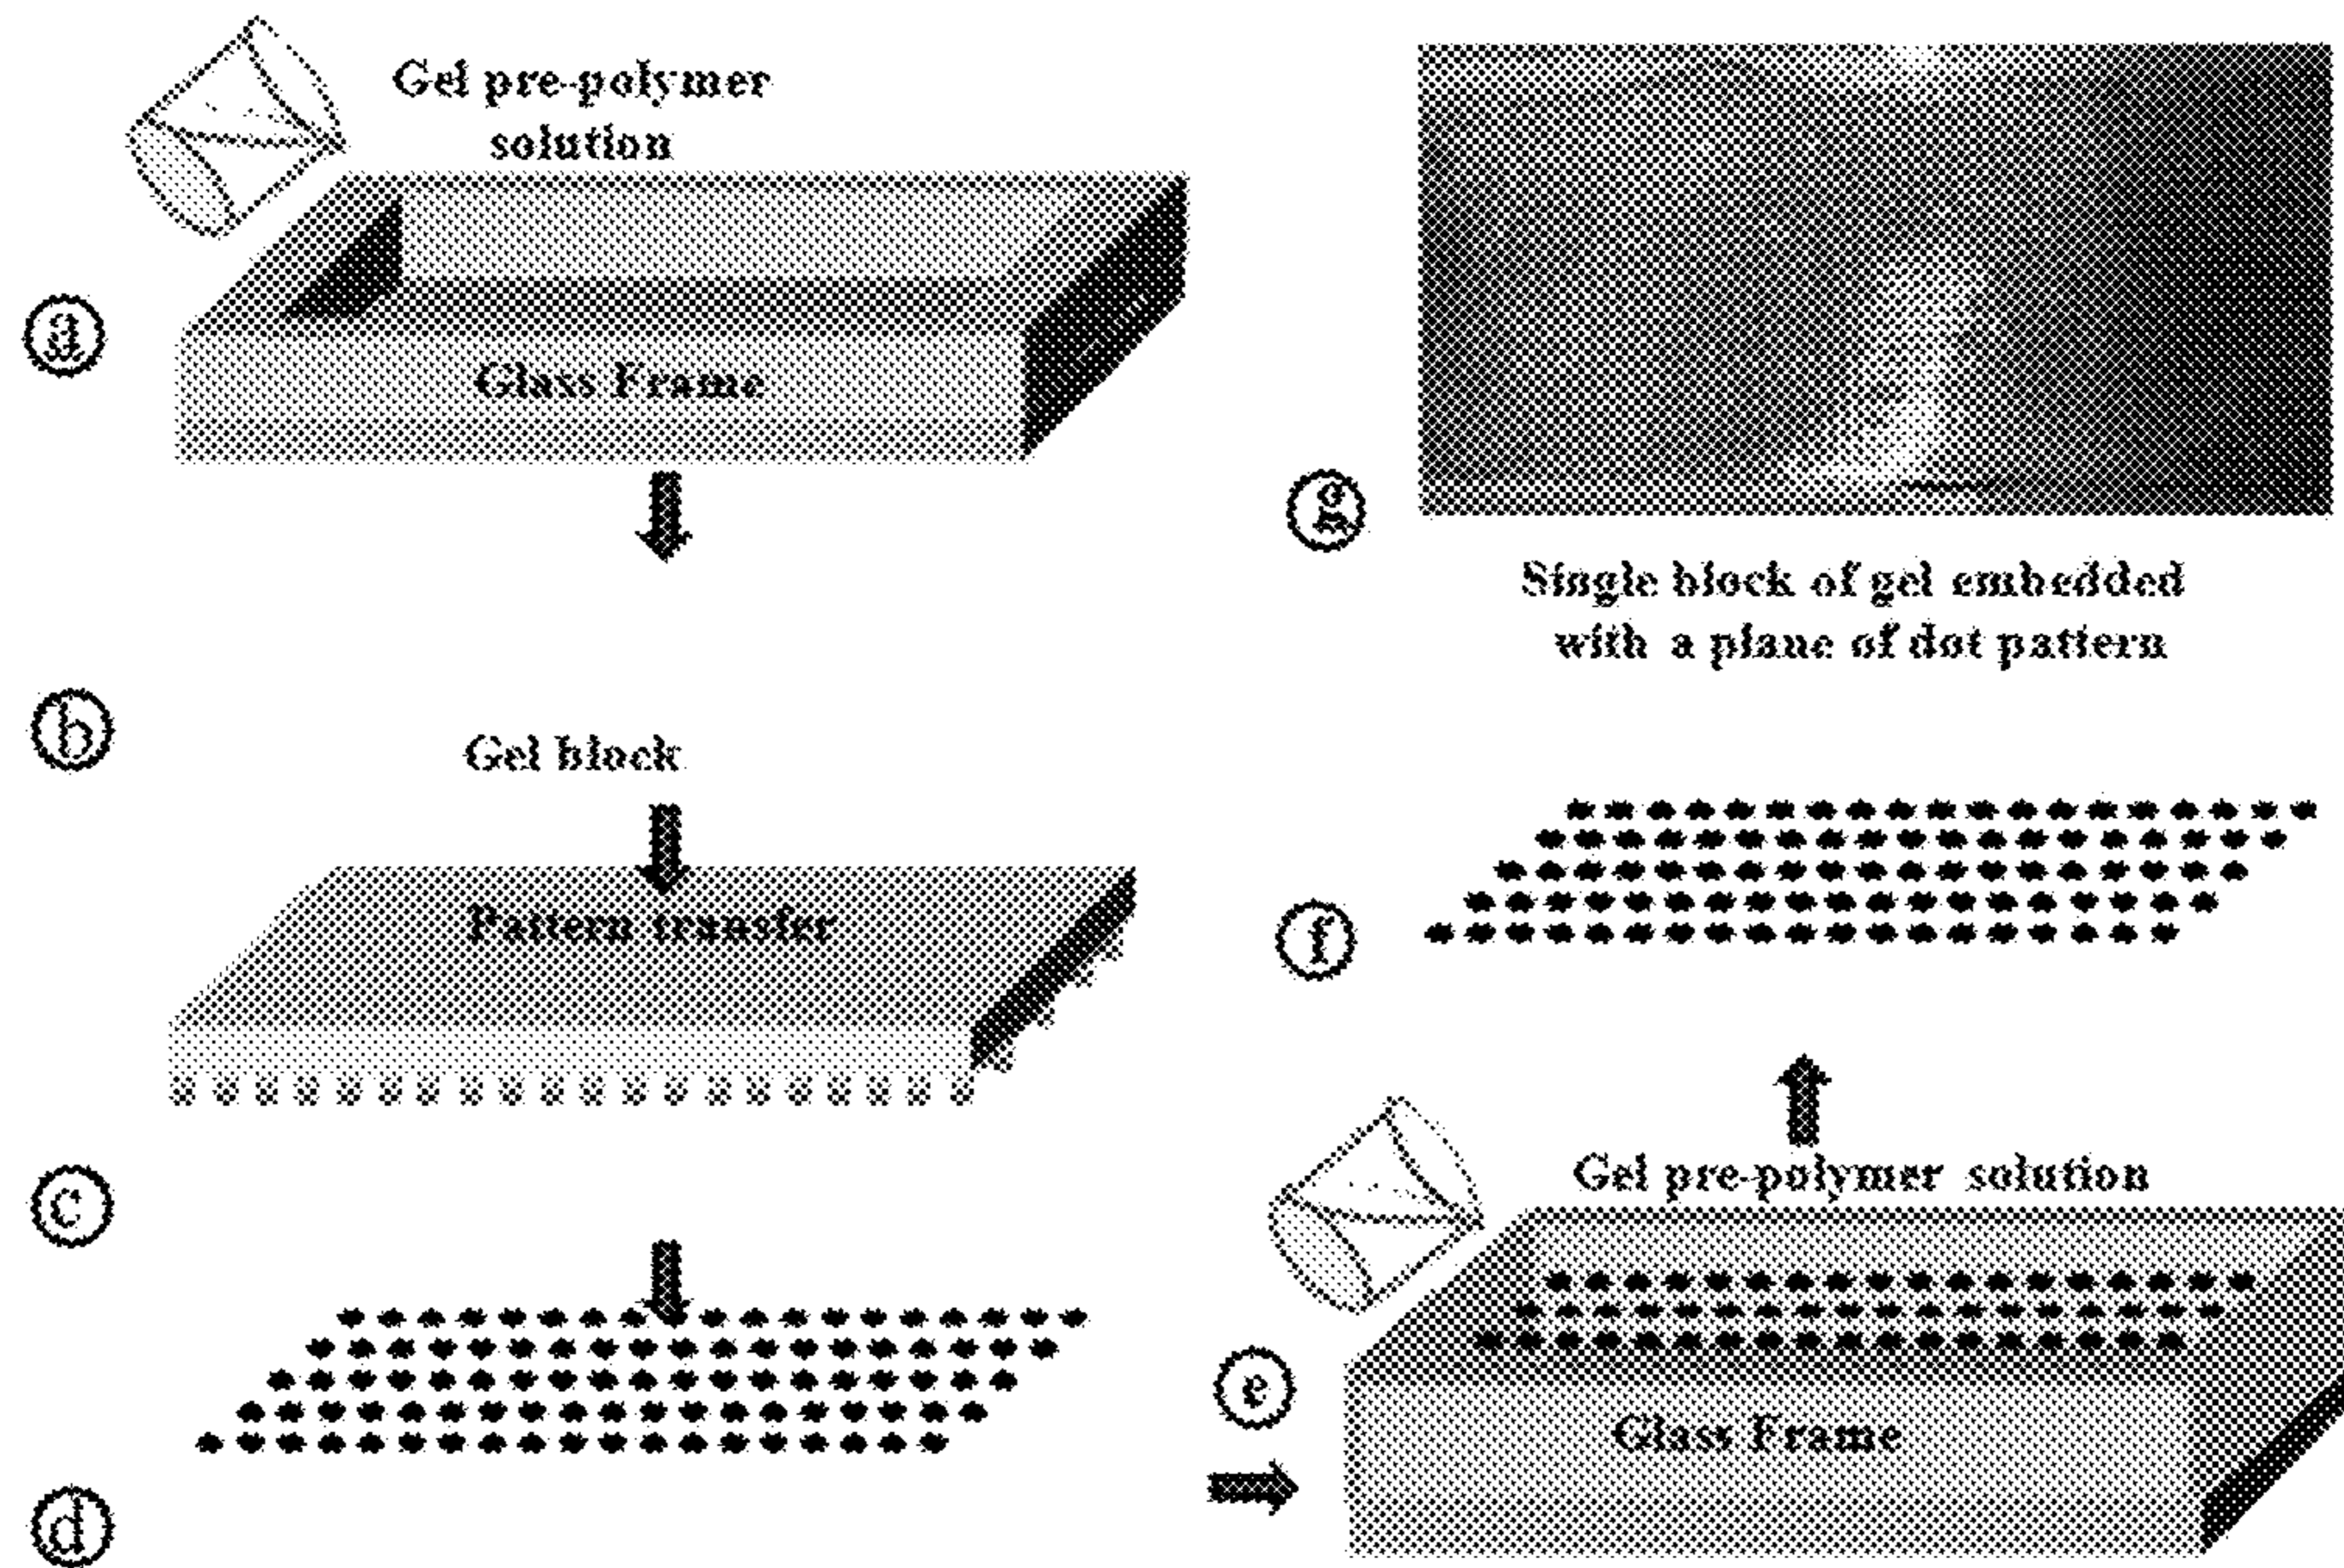 Gel pre-polymer
solution
a
Glass Frame
b
Gel block
Pattern transfer
c
d
g
Single block of gel embedded
with a plane of dot pattern
f
Gel pre-polymer solution
e
Glass Frame